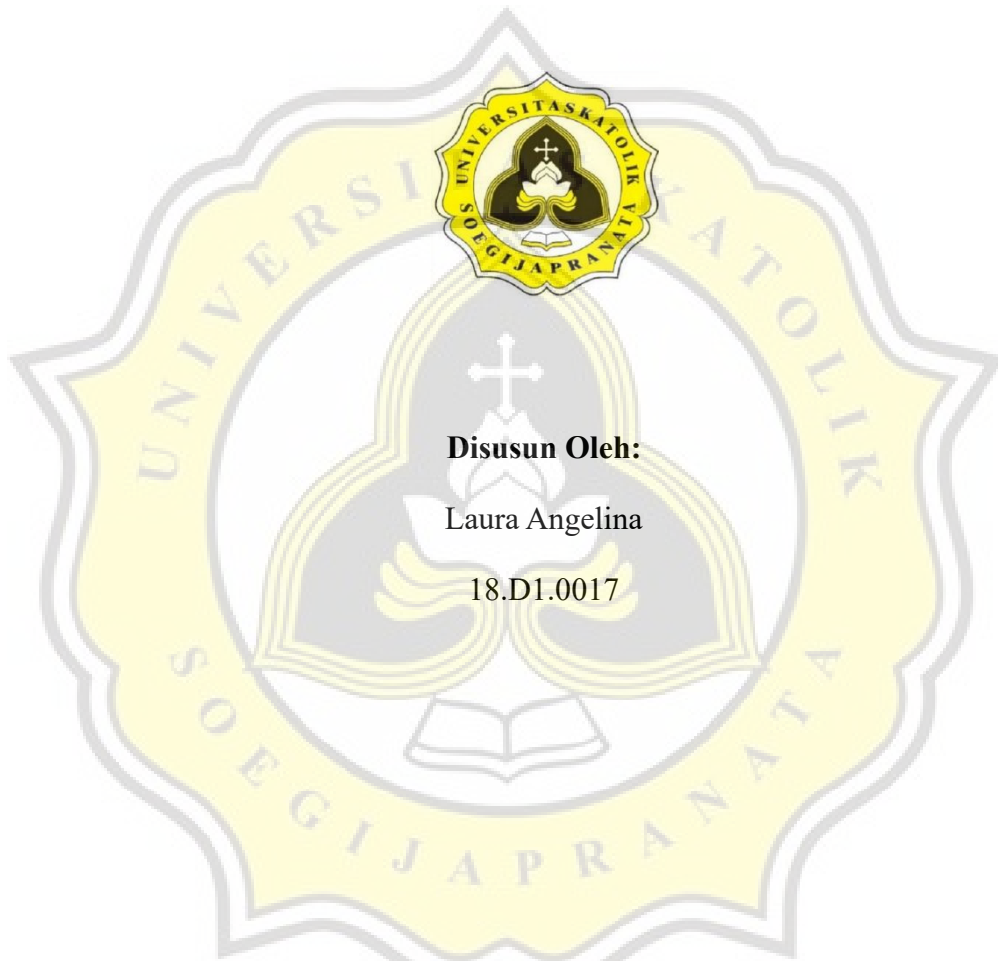 UNIVERSITAS KATOLIK
SOEGIJAPRANATA
Disusun Oleh:
Laura Angelina
18.D1.0017
UNIVERSITAS KATOLIK
SOEGIJAPRANATA